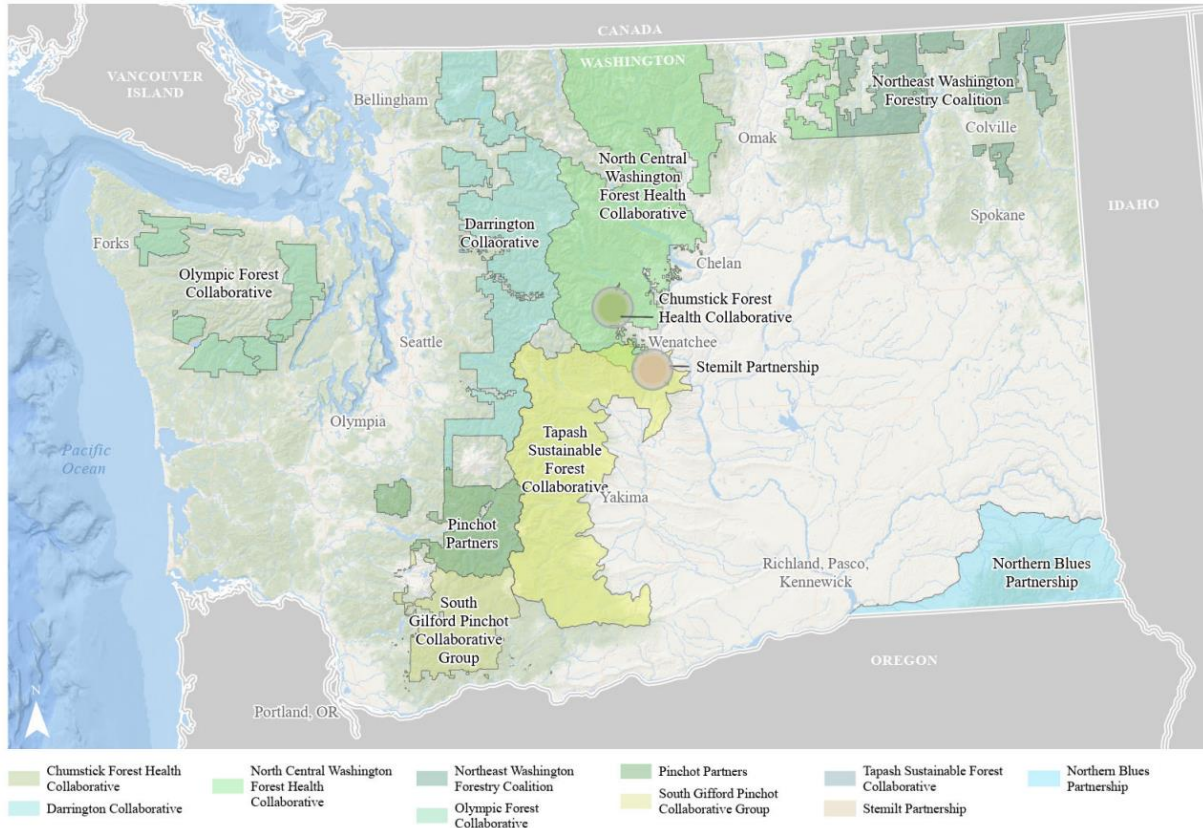 CANADA
WASHINGTON
VANCOUVER
ISLAND
Bellingham
Northeast Washington
Forestry Coalition
Omak
Colville
North Central
Washington
Forest Health
Collaborative
IDAHO
Spokane
Darrington
Collaorative
Forks
Chelan
Olympic Forest
Collaborative
Chumstick Forest
Health Collaborative
Seattle
Wenatchee
Stemilt Partnership
Olympia
Pacific
Ocean
Tapash
Sustainable
Forest
Collaborative
Yakima
Pinchot
Partners
Richland, Pasco,
Kennewick
Northern Blues
Partnership
South
Gilford Pinchot
Collaborative
Group
OREGON
N
Portland, OR
Chumstick Forest Health
Collaborative
Darrington Collaborative
North Central Washington
Forest Health
Collaborative
Northeast Washington
Forestry Coalition
Olympic Forest
Collaborative
Pinchot Partners
South Gifford Pinchot
Collaborative Group
Tapash Sustainable Forest
Collaborative
Stemilt Partnership
Northern Blues
Partnership